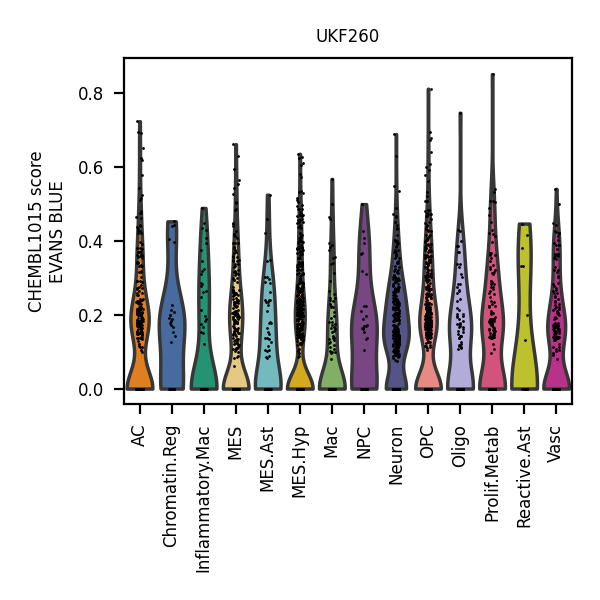 UKF260
CHEMBL1015 score
EVANS BLUE
0.8
0.6
0.4
0.2
0.0
AC
Chromatin.Reg
Inflammatory.Mac
MES
MES.Ast
MES.Hyp
Mac
NPC
Neuron
OPC
Oligo
Prolif.Metab
Reactive.Ast
Vasc